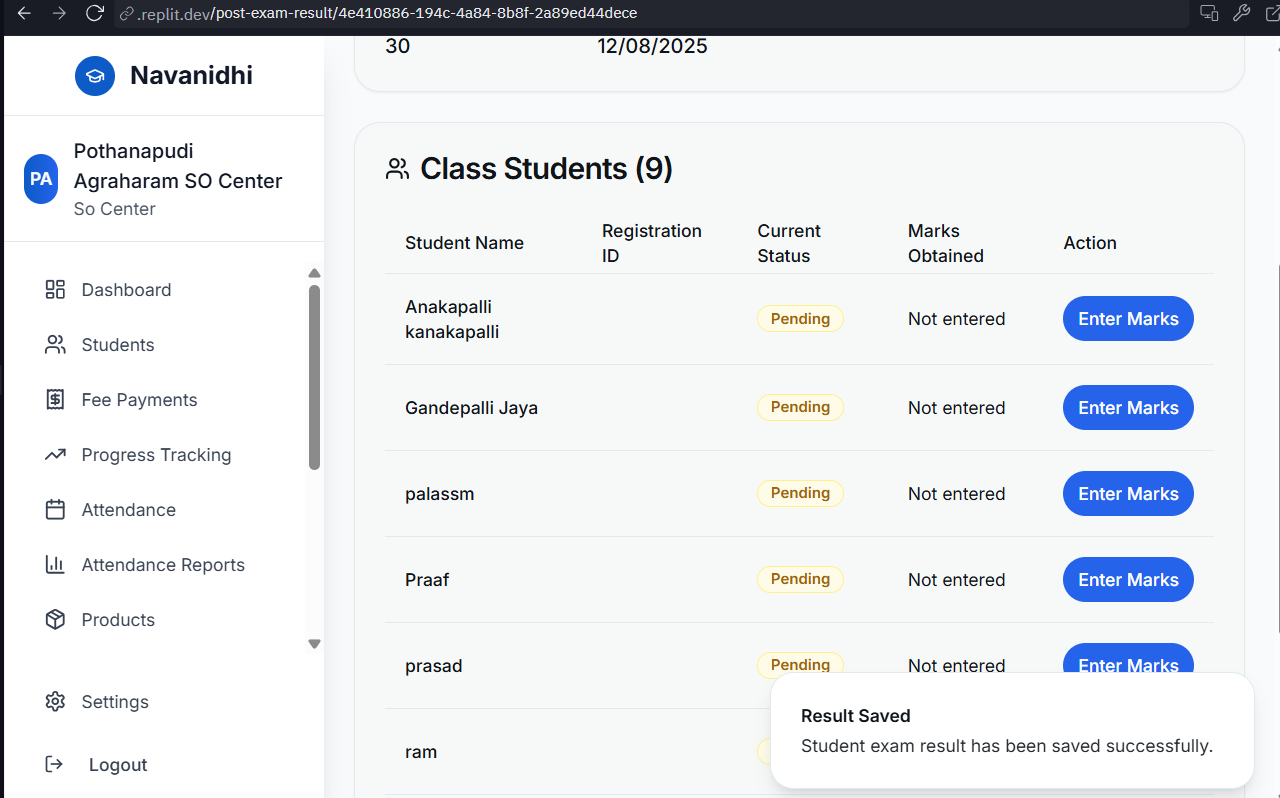 .replit.dev/post-exam-result/4e410886-194c-4a84-8b8f-2a89ed44dece
Navanidhi
PA
Pothanapudi
Agraharam SO Center
So Center
Dashboard
Students
Fee Payments
Progress Tracking
Attendance
Attendance Reports
Products
Settings
Logout
30 12/08/2025
Class Students (9)
Student Name Registration ID Current Status Marks Obtained Action
Anakapalli kanakapalli Pending Not entered Enter Marks
Gandepalli Jaya Pending Not entered Enter Marks
palassm Pending Not entered Enter Marks
Praaf Pending Not entered Enter Marks
prasad Pending Not entered Enter Marks
ram
Result Saved
Student exam result has been saved successfully.